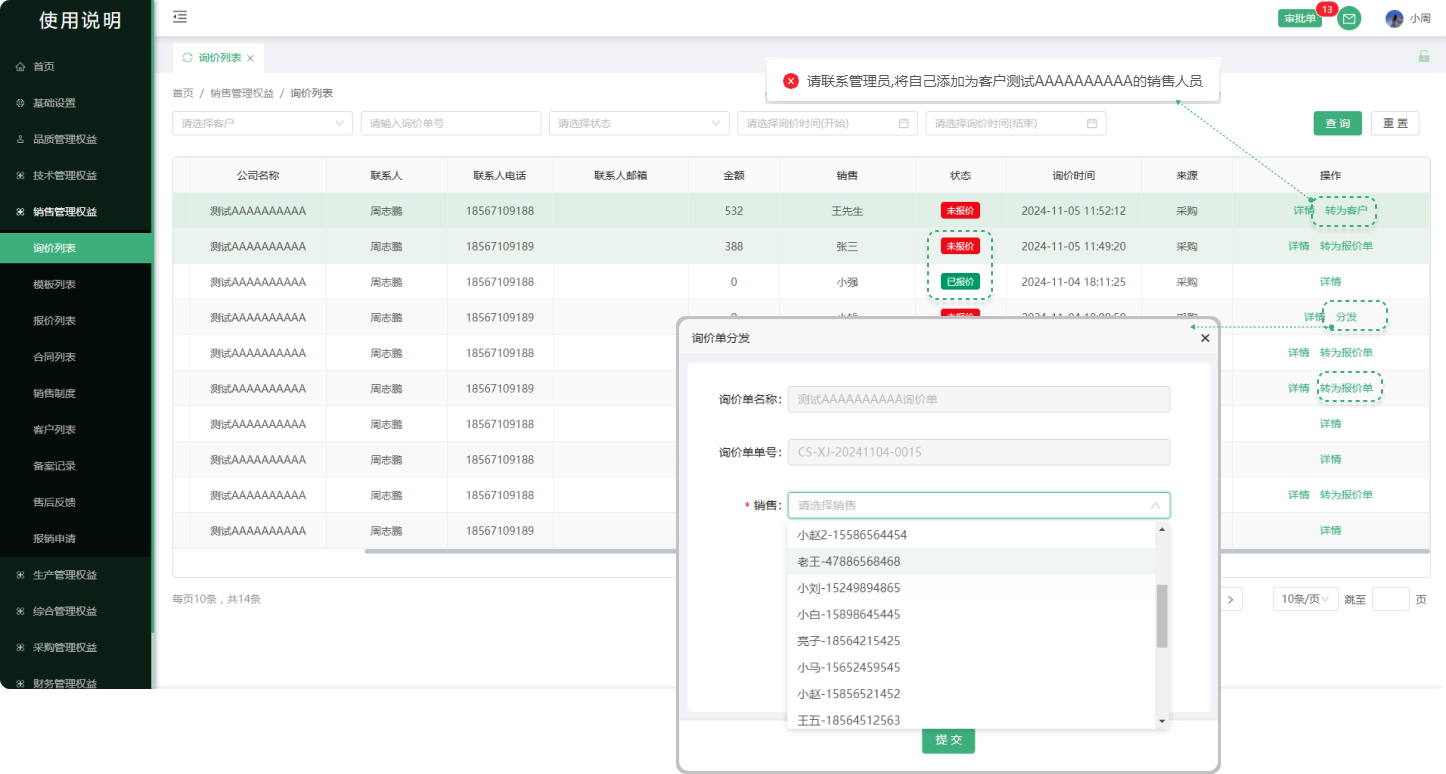 使用说明
首页
基础设置
品质管理权益
技术管理权益
销售管理权益
询价列表
模板列表
报价列表
合同列表
销售制度
客户列表
备案记录
售后反馈
报销申请
生产管理权益
综合管理权益
采购管理权益
财务管理权益
审批单 13 小周
询价列表
首页 / 销售管理权益 / 询价列表
请联系管理员,将自己添加为客户测试AAAAAAAAAA的销售人员
请选择客户 请输入询价单号 请选择状态 请选择询价时间(开始) 请选择询价时间(结束) 查询 重置
公司名称 联系人 联系人电话 联系人邮箱 金额 销售 状态 询价时间 来源 操作
测试AAAAAAAAAA 周志鹏 18567109188 532 王先生 未报价 2024-11-05 11:52:12 采购 详情 转为客户
测试AAAAAAAAAA 周志鹏 18567109189 388 张三 未报价 2024-11-05 11:49:20 采购 详情 转为报价单
测试AAAAAAAAAA 周志鹏 18567109189 0 小强 已报价 2024-11-04 18:11:25 采购 详情
测试AAAAAAAAAA 周志鹏 18567109189 详情 分发
测试AAAAAAAAAA 周志鹏 18567109188 详情 转为报价单
测试AAAAAAAAAA 周志鹏 18567109189 详情 转为报价单
测试AAAAAAAAAA 周志鹏 18567109188 详情
测试AAAAAAAAAA 周志鹏 18567109188 详情
测试AAAAAAAAAA 周志鹏 18567109188 详情 转为报价单
测试AAAAAAAAAA 周志鹏 18567109189 详情
每页10条，共14条
10条/页 跳至 页
询价单分发
询价单名称: 测试AAAAAAAAAA询价单
询价单单号: CS-XJ-20241104-0015
* 销售: 请选择销售
小赵2-15586564454
老王-47886568468
小刘-15249894865
小白-15898645445
亮子-18564215425
小马-15652459545
小赵-15856521452
王五-18564512563
提交